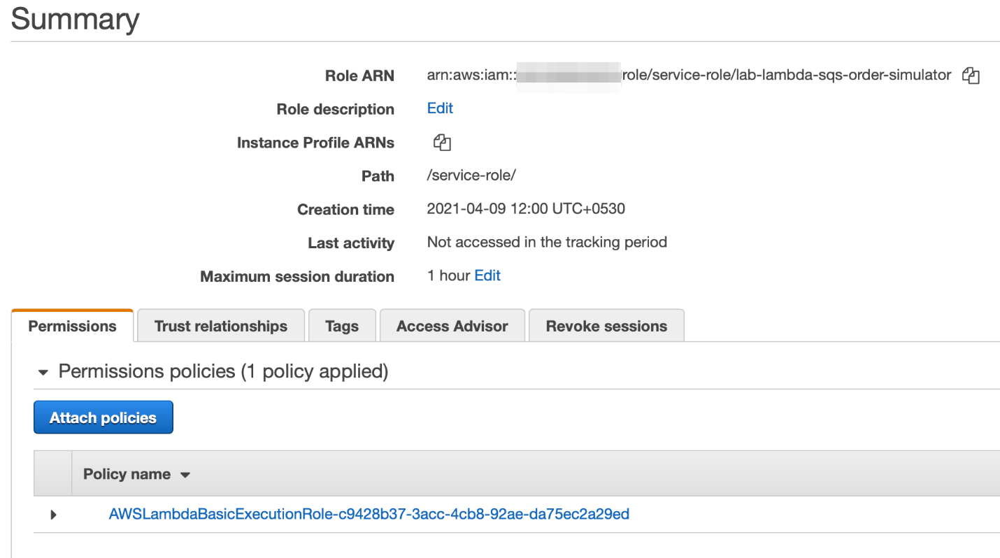 Summary
Role ARN arn:aws:iam:: role/service-role/lab-lambda-sqs-order-simulator
Role description Edit
Instance Profile ARNs
Path /service-role/
Creation time 2021-04-09 12:00 UTC+0530
Last activity Not accessed in the tracking period
Maximum session duration 1 hour Edit
Permissions Trust relationships Tags Access Advisor Revoke sessions
Permissions policies (1 policy applied)
Attach policies
Policy name
AWSLambdaBasicExecutionRole-c9428b37-3acc-4cb8-92ae-da75ec2a29ed